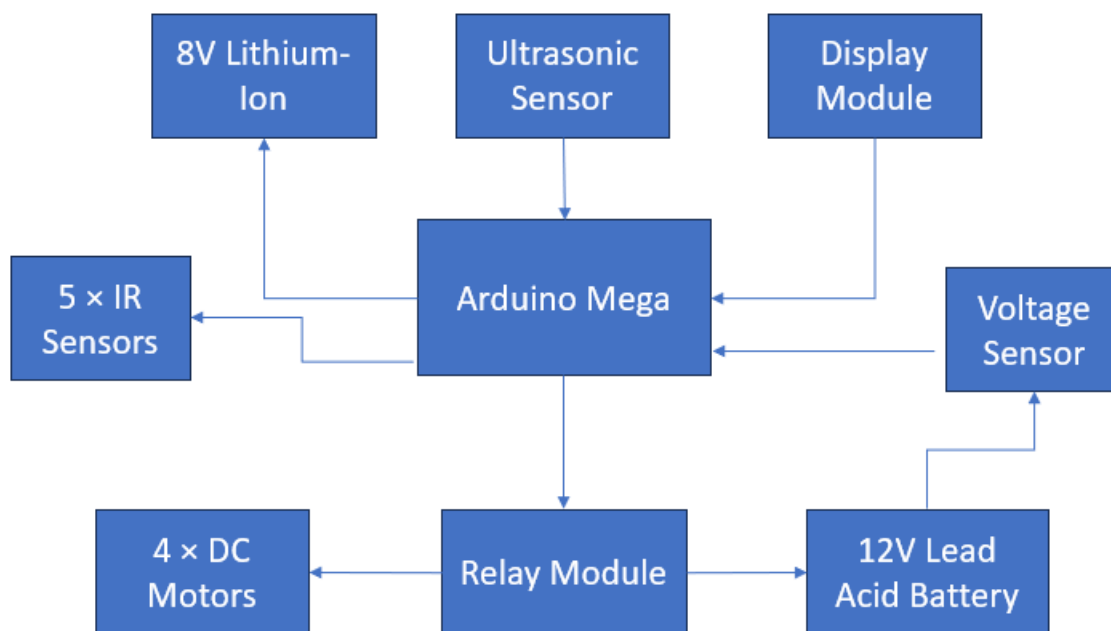 8V Lithium-
Ion
Ultrasonic
Sensor
Display
Module
5 × IR
Sensors
Arduino Mega
Voltage
Sensor
4 × DC
Motors
Relay Module
12V Lead
Acid Battery